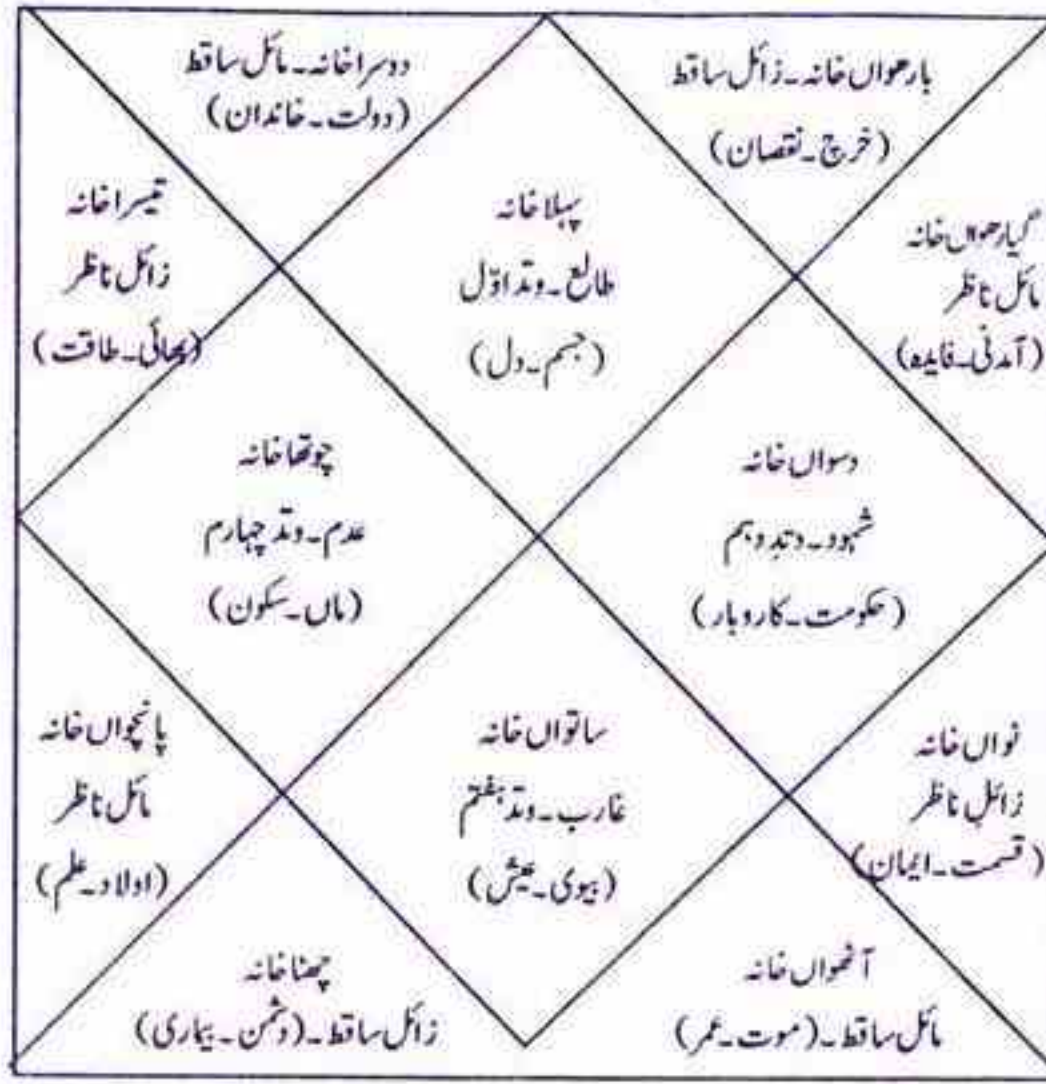 دوسرا خانہ۔ مائل ساقط
(دولت۔ خاندان)
بارھواں خانہ۔ زائل ساقط
(خرچ۔ نقصان)
پہلا خانہ
طالع۔ وتد اوّل
(جسم۔ دل)
تیسرا خانہ
زائل ناظر
(بھائی۔ طاقت)
گیارھواں خانہ
مائل ناظر
(آمدنی۔ فایدہ)
چوتھا خانہ
عدم۔ وتد چہارم
(ماں۔ سکون)
دسواں خانہ
شہود۔ وتد دہم
(حکومت۔ کاروبار)
پانچواں خانہ
مائل ناظر
(اولاد۔ علم)
ساتواں خانہ
غارب۔ وتد ہفتم
(بیوی۔ عیش)
نواں خانہ
زائل ناظر
(قسمت۔ ایمان)
چھٹا خانہ
زائل ساقط۔ (دشمن۔ بیماری)
آٹھواں خانہ
مائل ساقط۔ (موت۔ عمر)